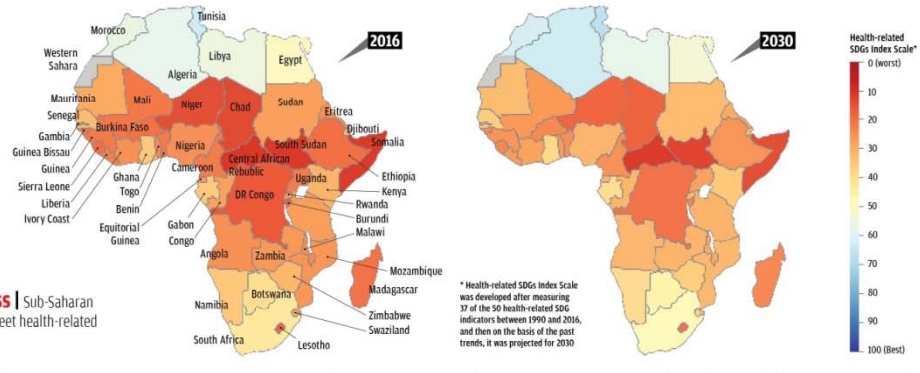 Tunisia
Morocco
2016
Western
Sahara
Algeria
Libya
Egypt
Mauritania
Mali
Niger
Chad
Sudan
Eritrea
Senegal
Gambia
Burkina Faso
Djibouti
Guinea Bissau
Nigeria
South Sudan
Somalia
Guinea
Cameroon
Central African
Republic
Ethiopia
Sierra Leone
Ghana
Uganda
Kenya
Liberia
Togo
DR Congo
Rwanda
Ivory Coast
Benin
Burundi
Equitorial
Guinea
Gabon
Congo
Malawi
Angola
Zambia
Mozambique
Madagascar
Namibia
Botswana
Zimbabwe
Swaziland
South Africa
Lesotho
SS | Sub-Saharan
eet health-related
2030
* Health-related SDGs Index Scale
was developed after measuring
37 of the 50 health-related SDG
indicators between 1990 and 2016,
and then on the basis of the past
trends, it was projected for 2030
Health-related
SDGs Index Scale*
0 (worst)
10
20
30
40
50
60
70
80
90
100 (Best)